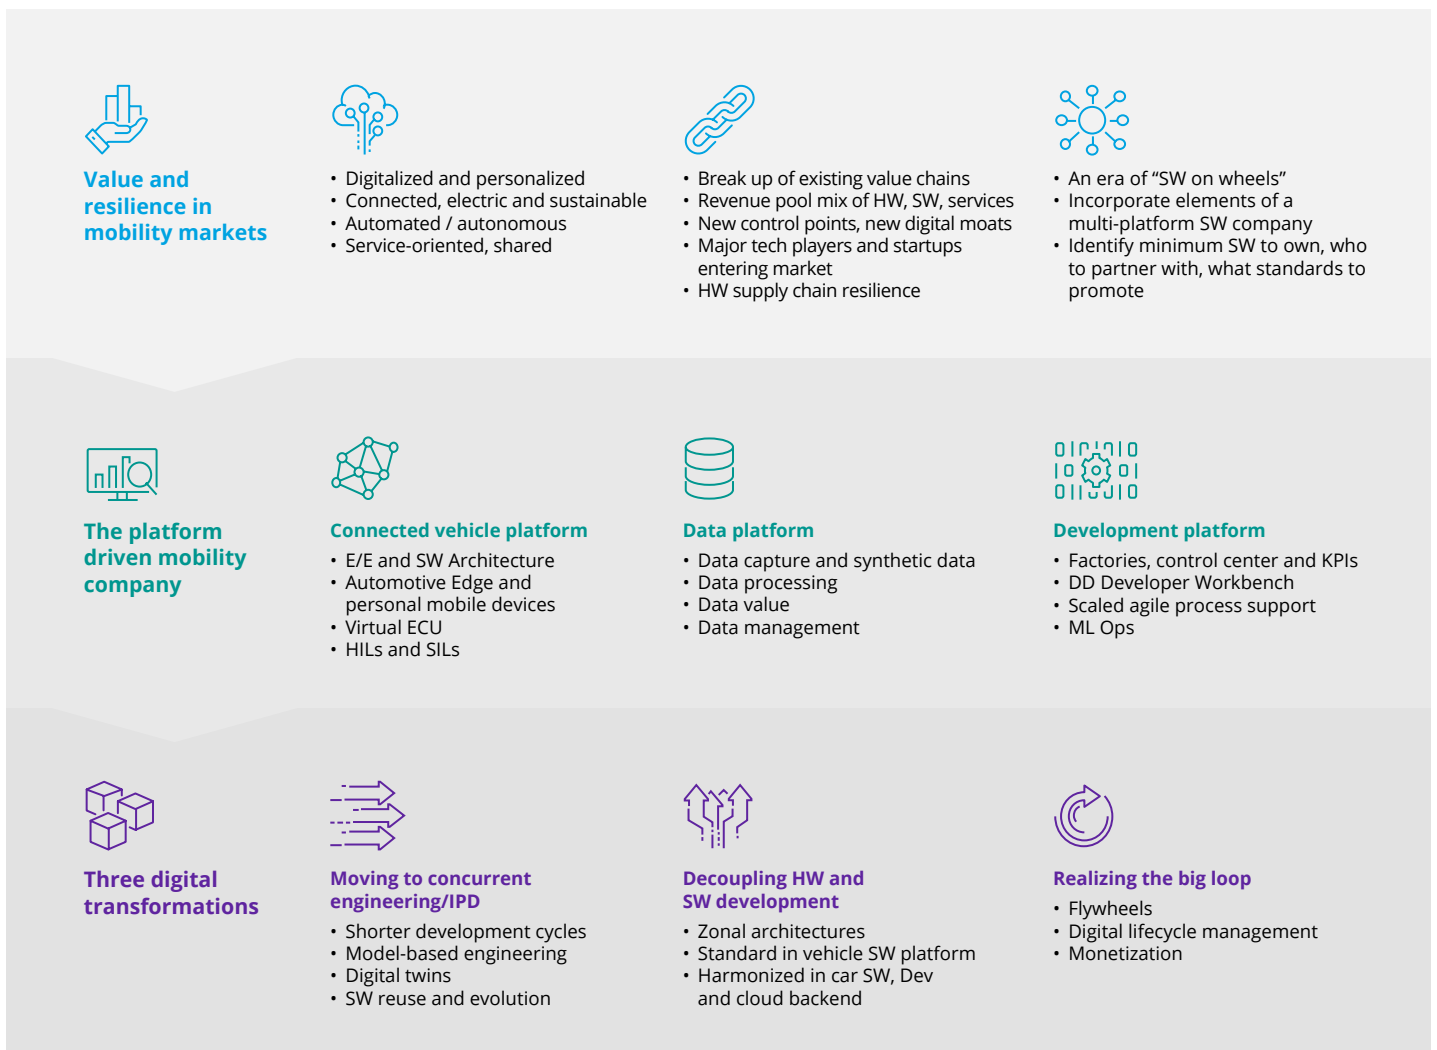 Value and
resilience in
mobility markets
• Digitalized and personalized
• Connected, electric and sustainable
• Automated / autonomous
• Service-oriented, shared
• Break up of existing value chains
• Revenue pool mix of HW, SW, services
• New control points, new digital moats
• Major tech players and startups
entering market
• HW supply chain resilience
• An era of “SW on wheels”
• Incorporate elements of a
multi-platform SW company
• Identify minimum SW to own, who
to partner with, what standards to
promote
The platform
driven mobility
company
Connected vehicle platform
• E/E and SW Architecture
• Automotive Edge and
personal mobile devices
• Virtual ECU
• HILs and SILs
Data platform
• Data capture and synthetic data
• Data processing
• Data value
• Data management
Development platform
• Factories, control center and KPIs
• DD Developer Workbench
• Scaled agile process support
• ML Ops
Three digital
transformations
Moving to concurrent
engineering/IPD
• Shorter development cycles
• Model-based engineering
• Digital twins
• SW reuse and evolution
Decoupling HW and
SW development
• Zonal architectures
• Standard in vehicle SW platform
• Harmonized in car SW, Dev
and cloud backend
Realizing the big loop
• Flywheels
• Digital lifecycle management
• Monetization